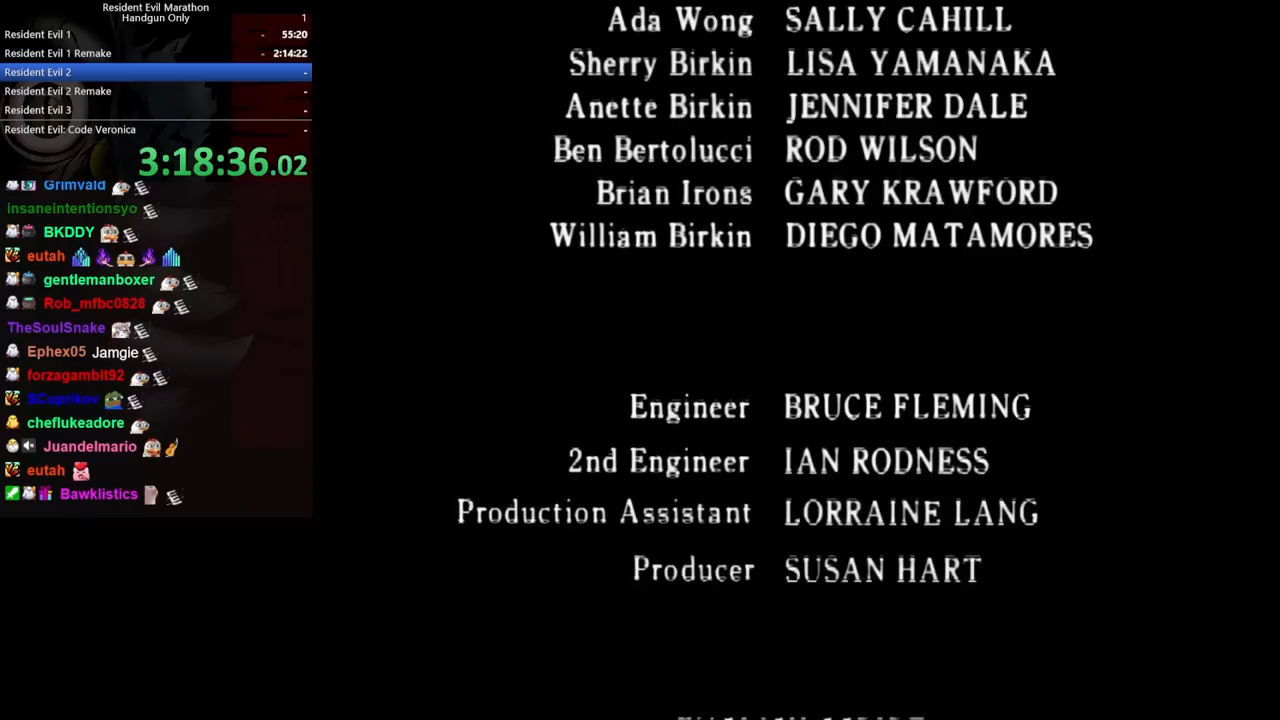 Resident Evil Marathon
Handgun Only
1
Resident Evil 1 - 55:20
Resident Evil 1 Remake - 2:14:22
Resident Evil 2 -
Resident Evil 2 Remake -
Resident Evil 3 -
Resident Evil: Code Veronica -
3:18:36.02
Grimvald
insaneintentionsyo
BKDDY
eutah
gentlemanboxer
Rob_mfbc0828
TheSoulSnake
Ephex05 Jamgie
forzagambit92
SCaprikov
cheflukeadore
Juandelmario
eutah
Bawklistics
Ada Wong SALLY CAHILL
Sherry Birkin LISA YAMANAKA
Anette Birkin JENNIFER DALE
Ben Bertolucci ROD WILSON
Brian Irons GARY KRAWFORD
William Birkin DIEGO MATAMORES
Engineer BRUCE FLEMING
2nd Engineer IAN RODNESS
Production Assistant LORRAINE LANG
Producer SUSAN HART